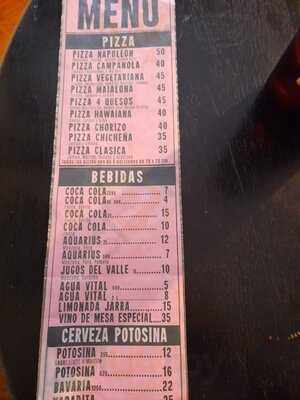 MENU
PIZZA
PIZZA NAPOLEON 50
PIZZA CAMPANOLA 40
PIZZA VEGETARIANA 45
PIZZA MAIALONA 45
PIZZA 4 QUESOS 45
PIZZA HAWAIANA 40
PIZZA CHORIZO 40
PIZZA CHICHEÑA 35
PIZZA CLASICA 35
BEBIDAS
COCA COLA 7
COCA COLA 4
COCA COLA 15
COCA COLA 10
AQUARIUS 12
AQUARIUS 7
JUGOS DEL VALLE 10
AGUA VITAL 5
AGUA VITAL 2 L 8
LIMONADA JARRA 15
VINO DE MESA ESPECIAL 35
CERVEZA POTOSINA
POTOSINA 12
POTOSINA 16
BAVARIA 22
25